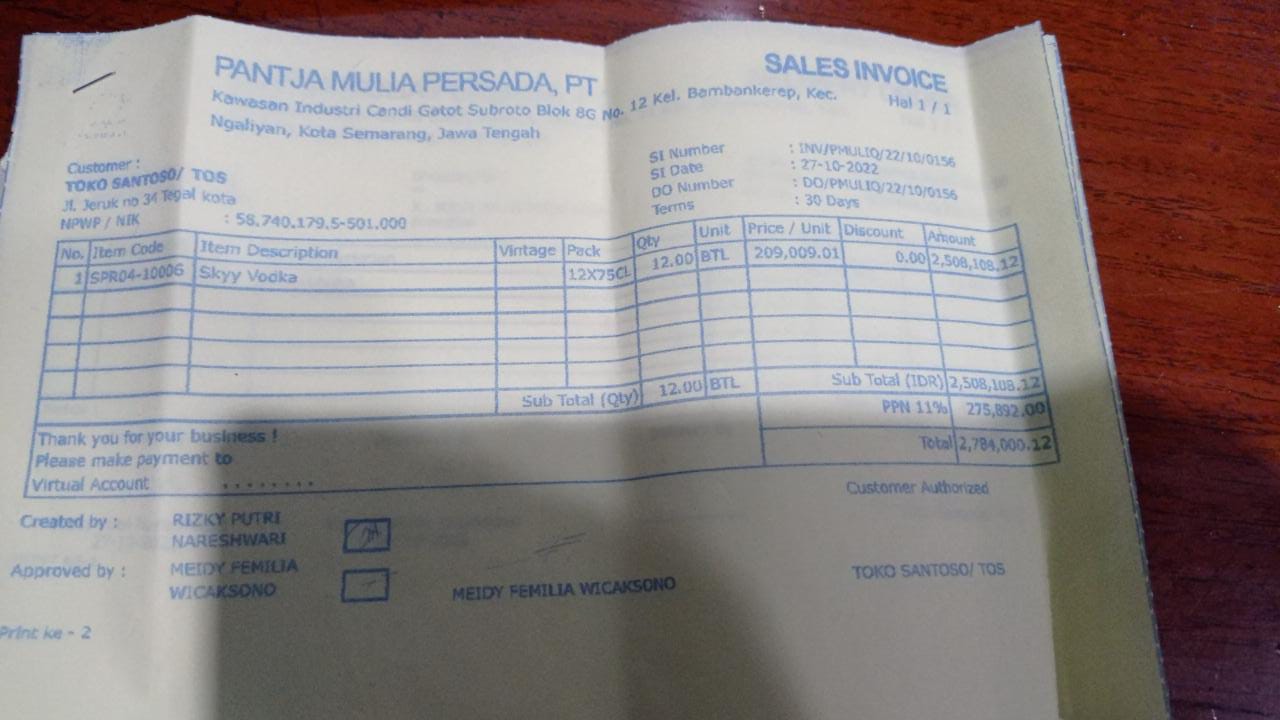 PANTJA MULIA PERSADA, PT
Kawasan Industri Candi Gatot Subroto Blok 8G No. 12 Kel. Bambankerep, Kec.
Ngaliyan, Kota Semarang, Jawa Tengah
SALES INVOICE
Hal 1 / 1
Customer :
TOKO SANTOSO/ TOS
Jl. Jeruk no 34 Tegal kota
NPWP / NIK : 58.740.179.5-501.000
SI Number : INV/PMULIQ/22/10/0156
SI Date : 27-10-2022
DO Number : DO/PMULIQ/22/10/0156
Terms : 30 Days
No. Item Code Item Description Vintage Pack Qty Unit Price / Unit Discount Amount
1 SPR04-10006 Skyy Vodka 12X75CL 12.00 BTL 209,009.01 0.00 2,508,108.12
Sub Total (Qty) 12.00 BTL Sub Total (IDR) 2,508,108.12
PPN 11% 275,892.00
Total 2,784,000.12
Thank you for your business !
Please make payment to
Virtual Account ........
Customer Authorized
Created by : RIZKY PUTRI
NARESHWARI
Approved by : MEIDY FEMILIA
WICAKSONO
MEIDY FEMILIA WICAKSONO
TOKO SANTOSO/ TOS
Print ke - 2